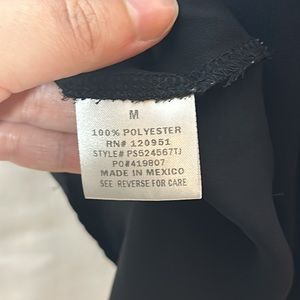 M
100% POLYESTER
RN# 120951
STYLE# PS524567TJ
PO#419807
MADE IN MEXICO
SEE REVERSE FOR CARE